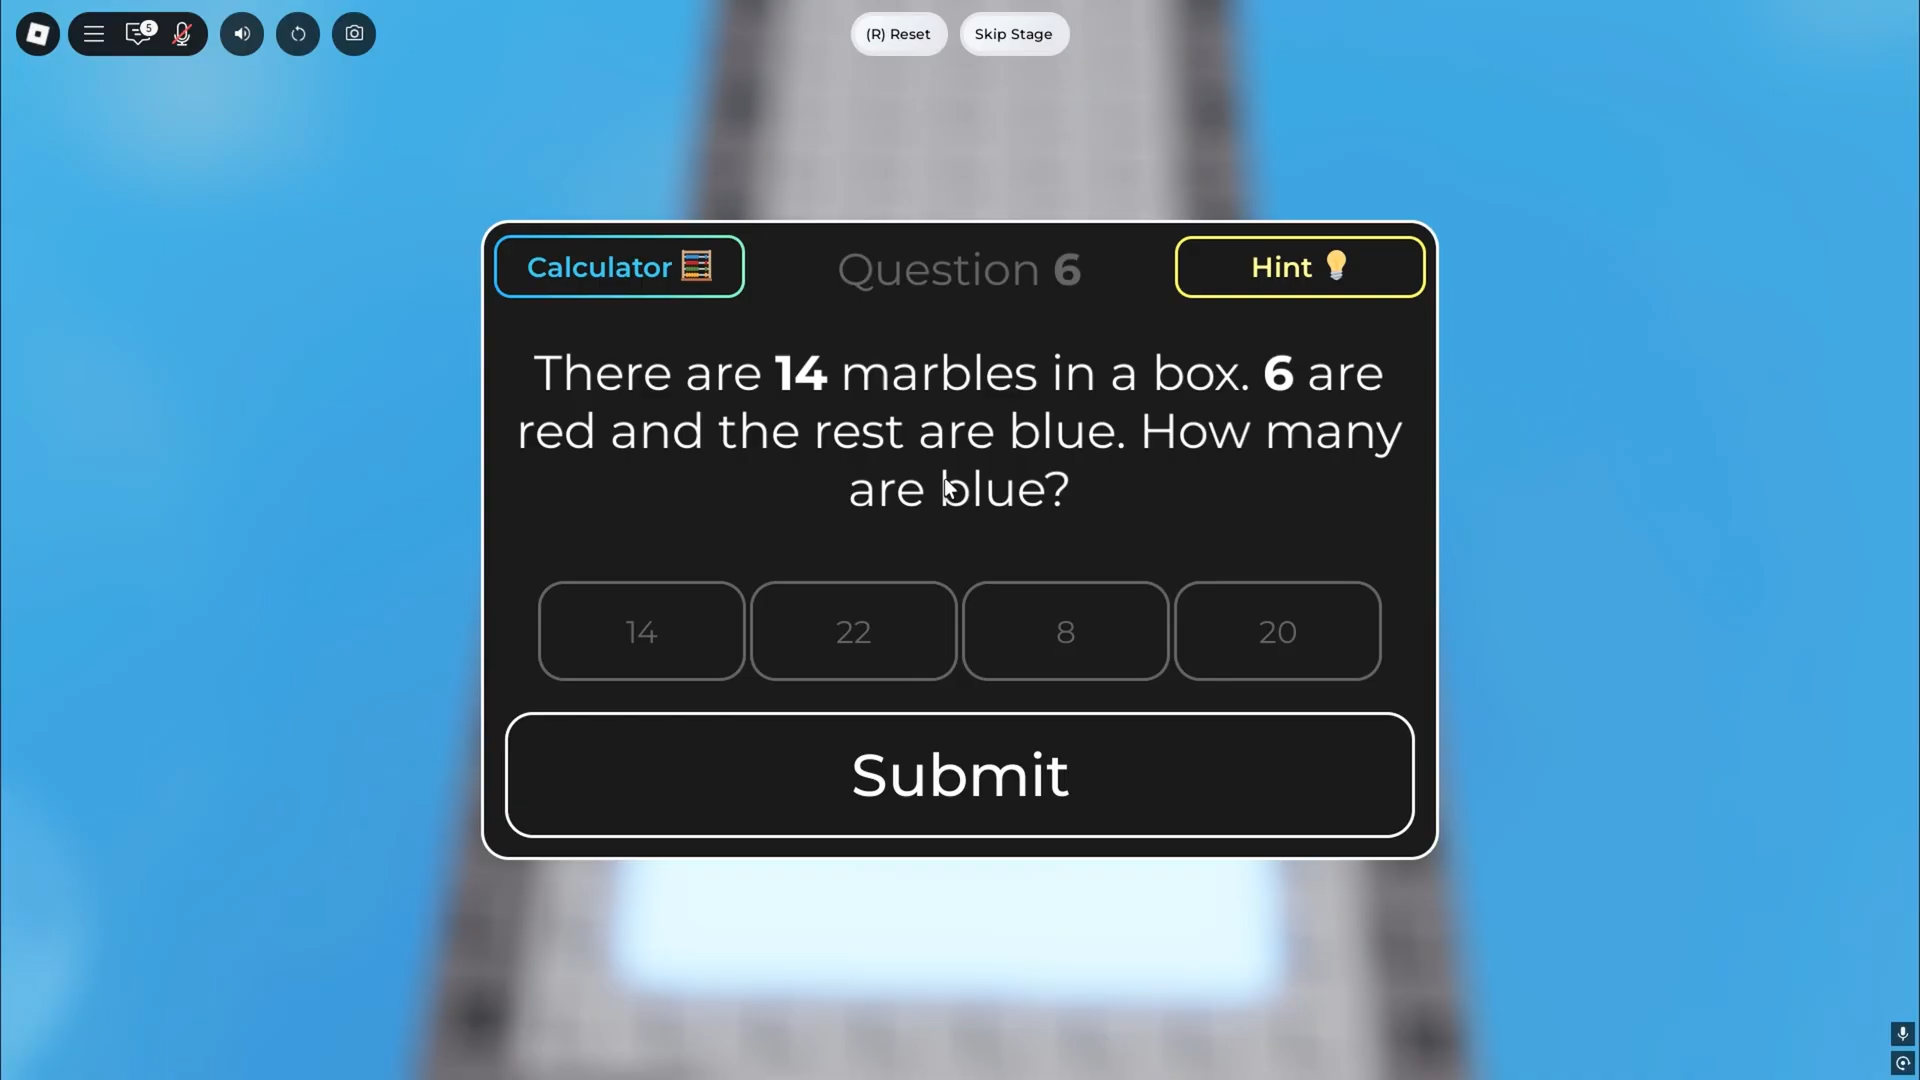 5
(R) Reset
Skip Stage
Calculator
Question 6
Hint
There are 14 marbles in a box. 6 are
red and the rest are blue. How many
are blue?
14
22
8
20
Submit